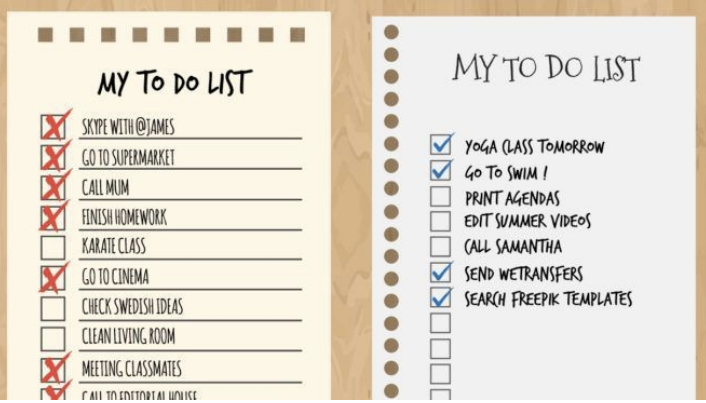 MY TO DO LIST
SKYPE WITH @JAMES
GO TO SUPERMARKET
CALL MUM
FINISH HOMEWORK
KARATE CLASS
GO TO CINEMA
CHECK SWEDISH IDEAS
CLEAN LIVING ROOM
MEETING CLASSMATES
CALL TO EDITORIAL HOUSE
MY TO DO LIST
YOGA CLASS TOMORROW
GO TO SWIM !
PRINT AGENDAS
EDIT SUMMER VIDEOS
CALL SAMANTHA
SEND WETRANSFERS
SEARCH FREEPIK TEMPLATES